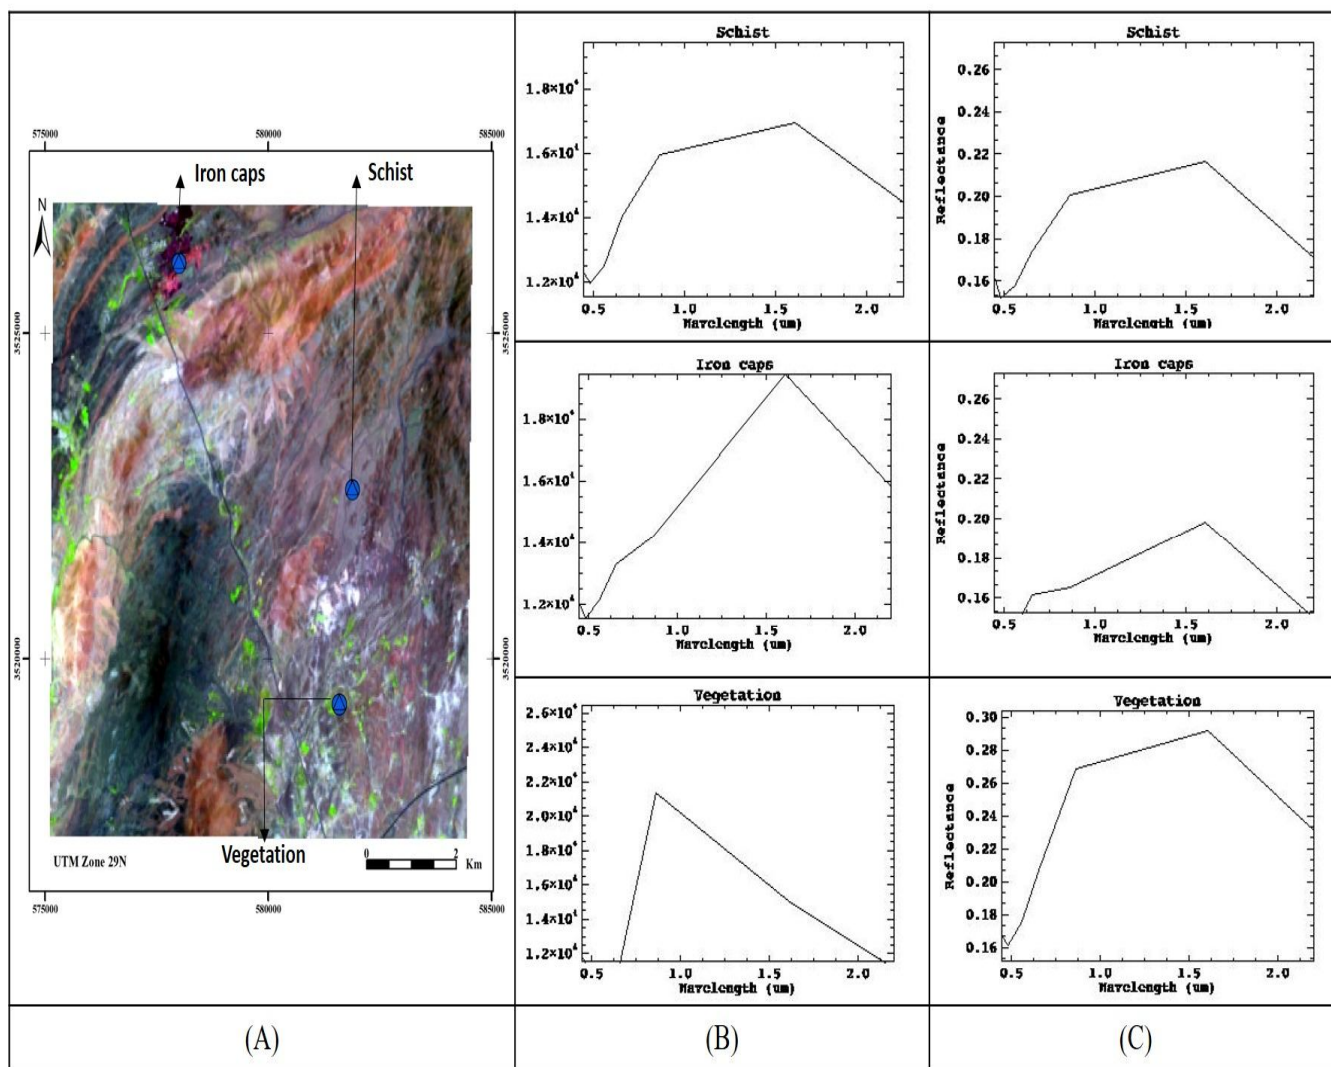 575000 580000 585000
Iron caps
Schist
N
3525000
3525000
3520000
3520000
Vegetation
UTM Zone 29N
0 2
Km
575000 580000 585000
Schist
1.8×10⁴
1.6×10⁴
1.4×10⁴
1.2×10⁴
0.5 1.0 1.5 2.0
Wavelength (um)
Iron caps
1.8×10⁴
1.6×10⁴
1.4×10⁴
1.2×10⁴
0.5 1.0 1.5 2.0
Wavelength (um)
Vegetation
2.6×10⁴
2.4×10⁴
2.2×10⁴
2.0×10⁴
1.8×10⁴
1.6×10⁴
1.4×10⁴
1.2×10⁴
0.5 1.0 1.5 2.0
Wavelength (um)
Schist
Reflectance
0.26
0.22
0.20
0.18
0.16
0.5 1.0 1.5 2.0
Wavelength (um)
Iron caps
Reflectance
0.26
0.22
0.20
0.18
0.16
0.5 1.0 1.5 2.0
Wavelength (um)
Vegetation
Reflectance
0.30
0.28
0.26
0.24
0.22
0.20
0.18
0.16
0.5 1.0 1.5 2.0
Wavelength (um)
(A) (B) (C)